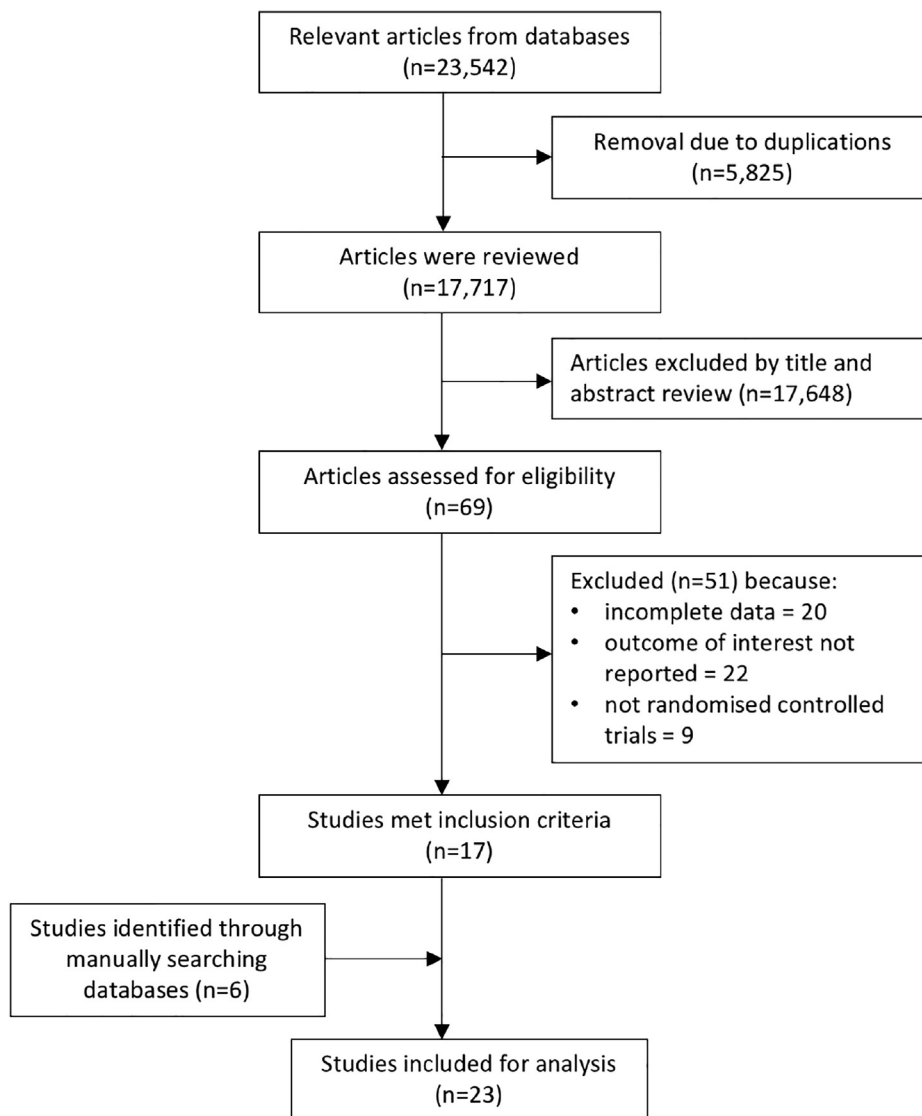 Relevant articles from databases
(n=23,542)
Removal due to duplications
(n=5,825)
Articles were reviewed
(n=17,717)
Articles excluded by title and
abstract review (n=17,648)
Articles assessed for eligibility
(n=69)
Excluded (n=51) because:
• incomplete data = 20
• outcome of interest not
reported = 22
• not randomised controlled
trials = 9
Studies met inclusion criteria
(n=17)
Studies identified through
manually searching
databases (n=6)
Studies included for analysis
(n=23)